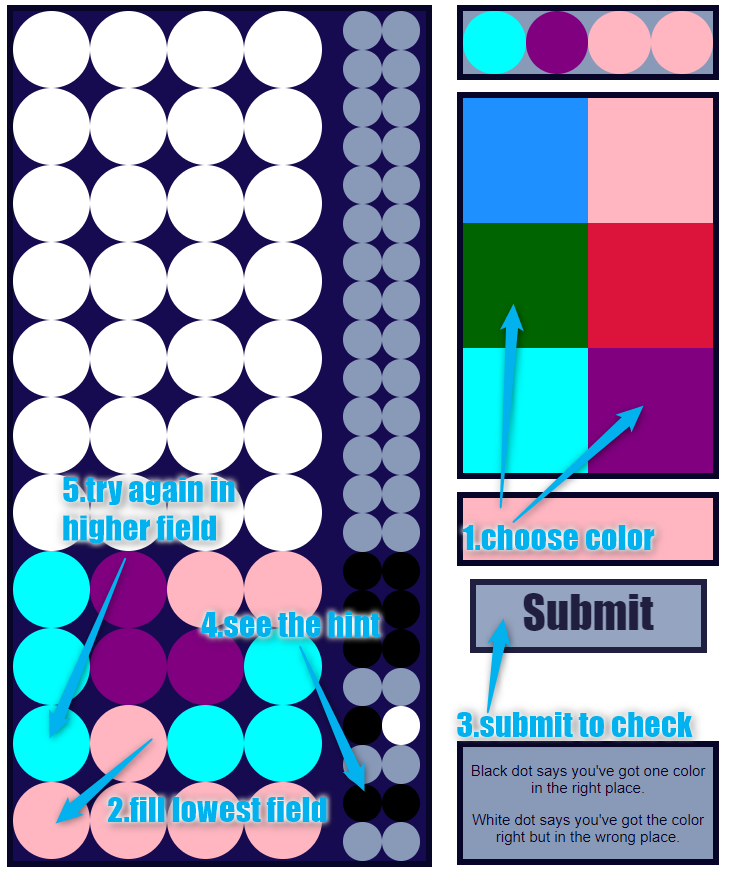 5.try again in
higher field
4.see the hint
2.fill lowest field
1.choose color
Submit
3.submit to check
Black dot says you've got one color
in the right place.
White dot says you've got the color
right but in the wrong place.